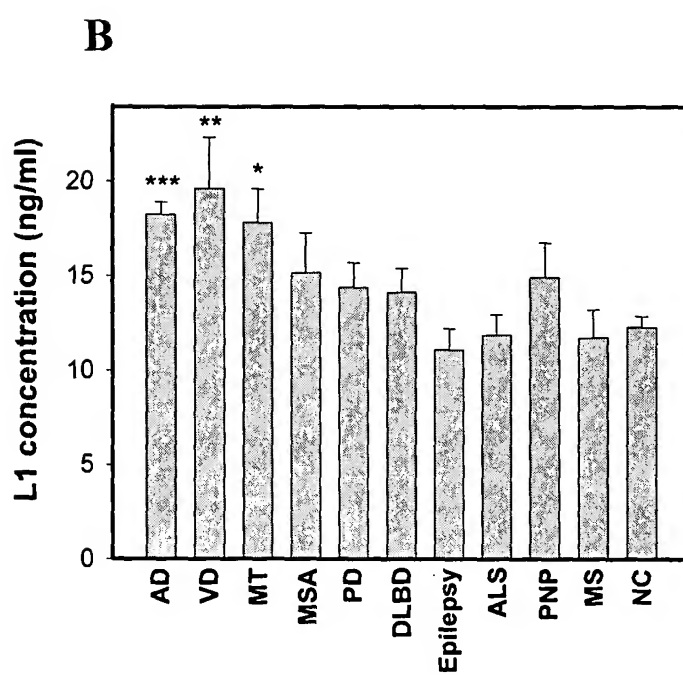 B
L1 concentration (ng/ml)
20
15
10
5
0
***
**
*
AD
VD
MT
MSA
PD
DLBD
Epilepsy
ALS
PNP
MS
NC